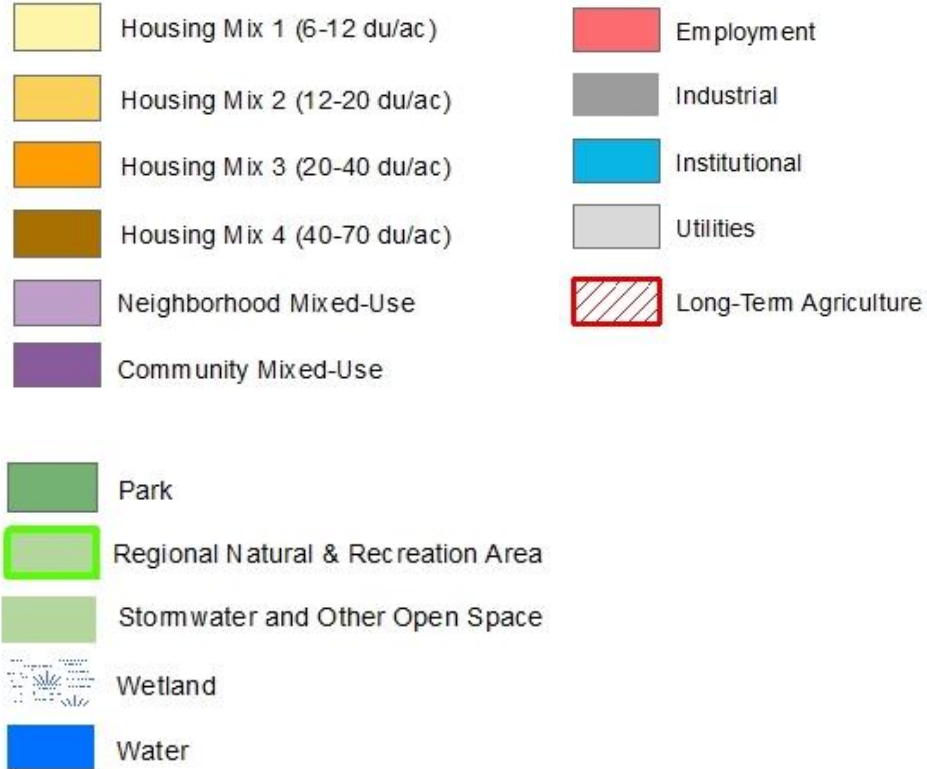 Housing Mix 1 (6-12 du/ac)
Housing Mix 2 (12-20 du/ac)
Housing Mix 3 (20-40 du/ac)
Housing Mix 4 (40-70 du/ac)
Neighborhood Mixed-Use
Community Mixed-Use
Employment
Industrial
Institutional
Utilities
Long-Term Agriculture
Park
Regional Natural & Recreation Area
Stormwater and Other Open Space
Wetland
Water